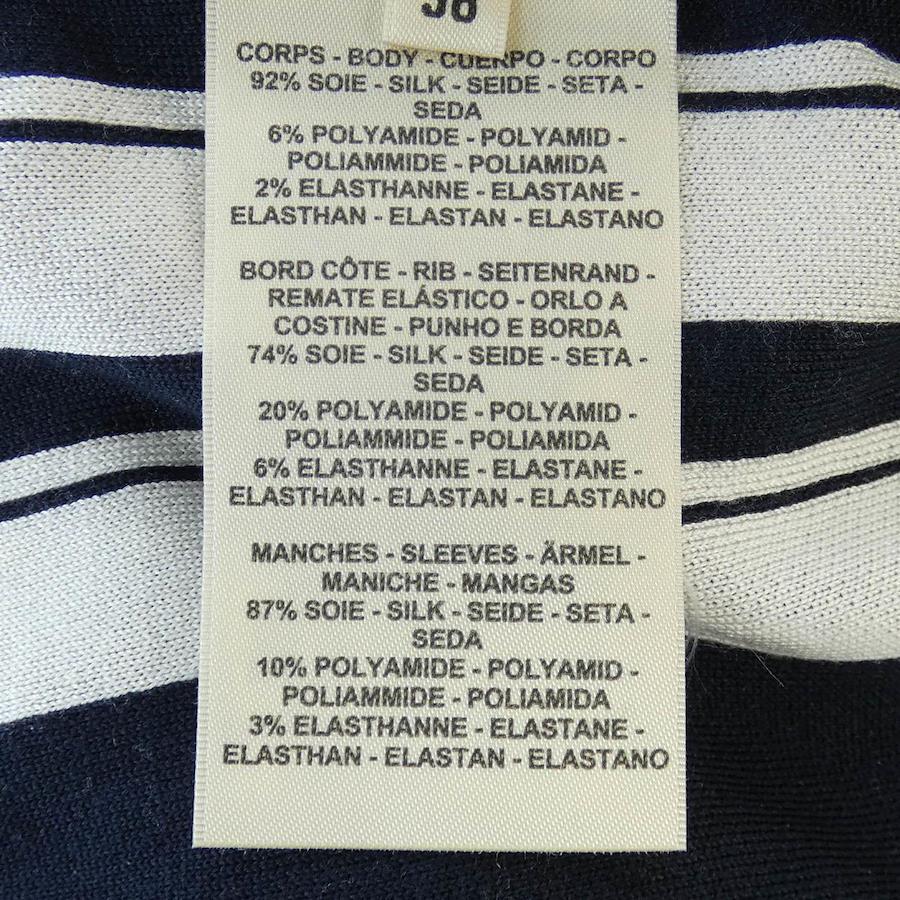 38
CORPS - BODY - CUERPO - CORPO
92% SOIE - SILK - SEIDE - SETA -
SEDA
6% POLYAMIDE - POLYAMID -
POLIAMMIDE - POLIAMIDA
2% ELASTHANNE - ELASTANE -
ELASTHAN - ELASTAN - ELASTANO
BORD CÔTE - RIB - SEITENRAND -
REMATE ELÁSTICO - ORLO A
COSTINE - PUNHO E BORDA
74% SOIE - SILK - SEIDE - SETA -
SEDA
20% POLYAMIDE - POLYAMID -
POLIAMMIDE - POLIAMIDA
6% ELASTHANNE - ELASTANE -
ELASTHAN - ELASTAN - ELASTANO
MANCHES - SLEEVES - ÄRMEL -
MANICHE - MANGAS
87% SOIE - SILK - SEIDE - SETA -
SEDA
10% POLYAMIDE - POLYAMID -
POLIAMMIDE - POLIAMIDA
3% ELASTHANNE - ELASTANE -
ELASTHAN - ELASTAN - ELASTANO